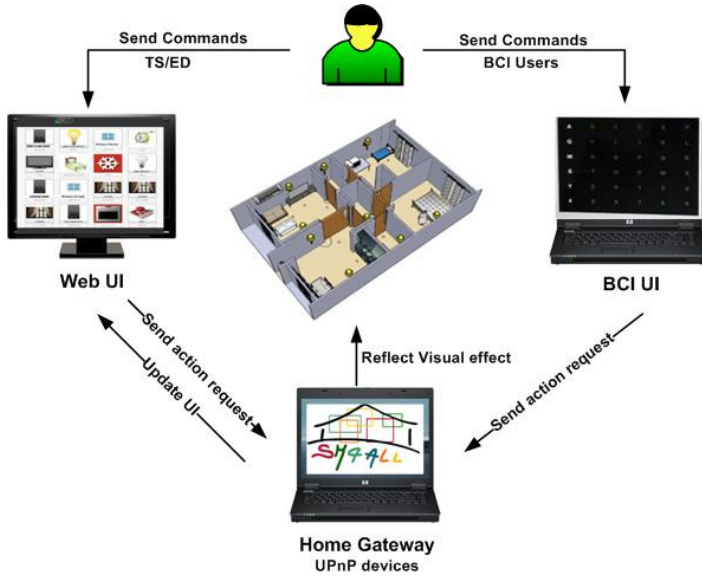 Send Commands
TS/ED
Send Commands
BCI Users
Web UI
BCI UI
Send action request
Update UI
Reflect Visual effect
Send action request
SM4ALL
Home Gateway
UPnP devices